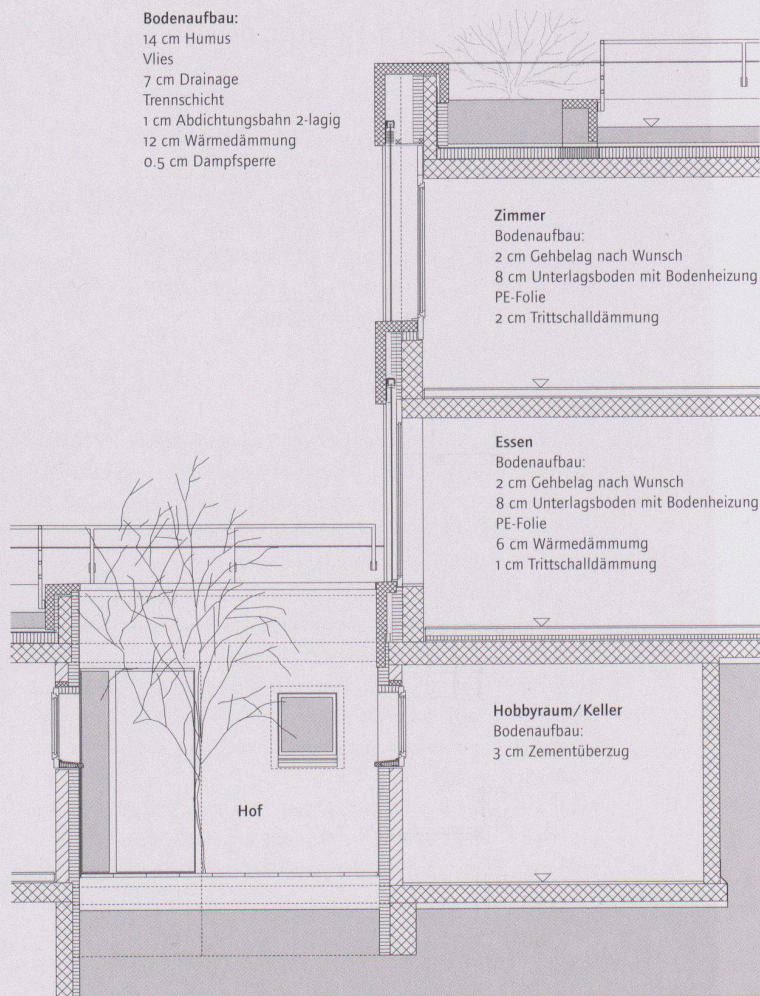 Bodenaufbau:
14 cm Humus
Vlies
7 cm Drainage
Trennschicht
1 cm Abdichtungsbahn 2-lagig
12 cm Wärmedämmung
0.5 cm Dampfsperre
Zimmer
Bodenaufbau:
2 cm Gehbelag nach Wunsch
8 cm Unterlagsboden mit Bodenheizung
PE-Folie
2 cm Trittschalldämmung
Essen
Bodenaufbau:
2 cm Gehbelag nach Wunsch
8 cm Unterlagsboden mit Bodenheizung
PE-Folie
6 cm Wärmedämmumg
1 cm Trittschalldämmung
Hobbyraum/Keller
Bodenaufbau:
3 cm Zementüberzug
Hof